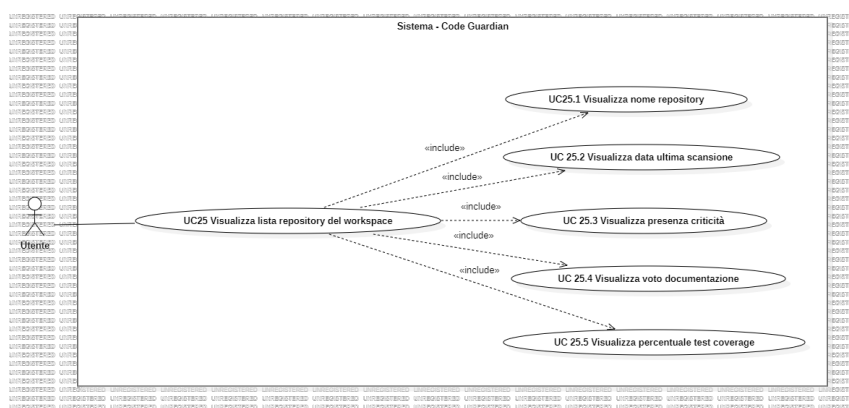 Sistema - Code Guardian
UC25.1 Visualizza nome repository
«include»
UC 25.2 Visualizza data ultima scansione
«include»
UC25 Visualizza lista repository del workspace
«include»
UC 25.3 Visualizza presenza criticità
«include»
Utente
«include»
UC 25.4 Visualizza voto documentazione
UC 25.5 Visualizza percentuale test coverage